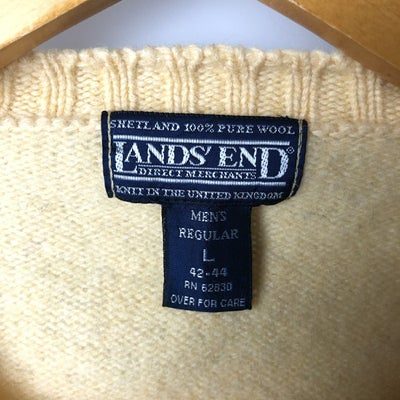 SHETLAND 100% PURE WOOL
LANDS' END®
DIRECT MERCHANTS
KNIT IN THE UNITED KINGDOM
MEN'S
REGULAR
L
42-44
RN 62830
OVER FOR CARE